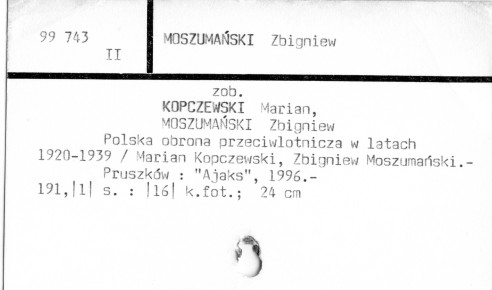 99 743 MOSZUMAŃSKI Zbigniew
II
zob.
KOPCZEWSKI Marian,
MOSZUMAŃSKI Zbigniew
Polska obrona przeciwlotnicza w latach
1920-1939 / Marian Kopczewski, Zbigniew Moszumański.-
Pruszków : "Ajaks", 1996.-
191,|1| s. : |16| k.fot.; 24 cm